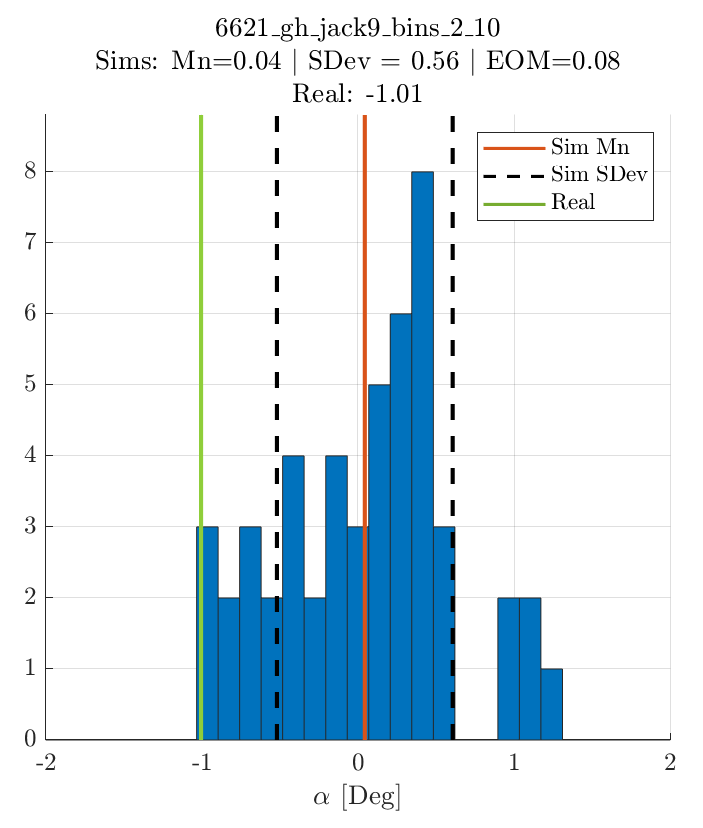 6621_gh_jack9_bins_2_10
Sims: Mn=0.04 | SDev = 0.56 | EOM=0.08
Real: -1.01
Sim Mn
Sim SDev
Real
8
7
6
5
4
3
2
1
0
-2 -1 0 1 2
α [Deg]